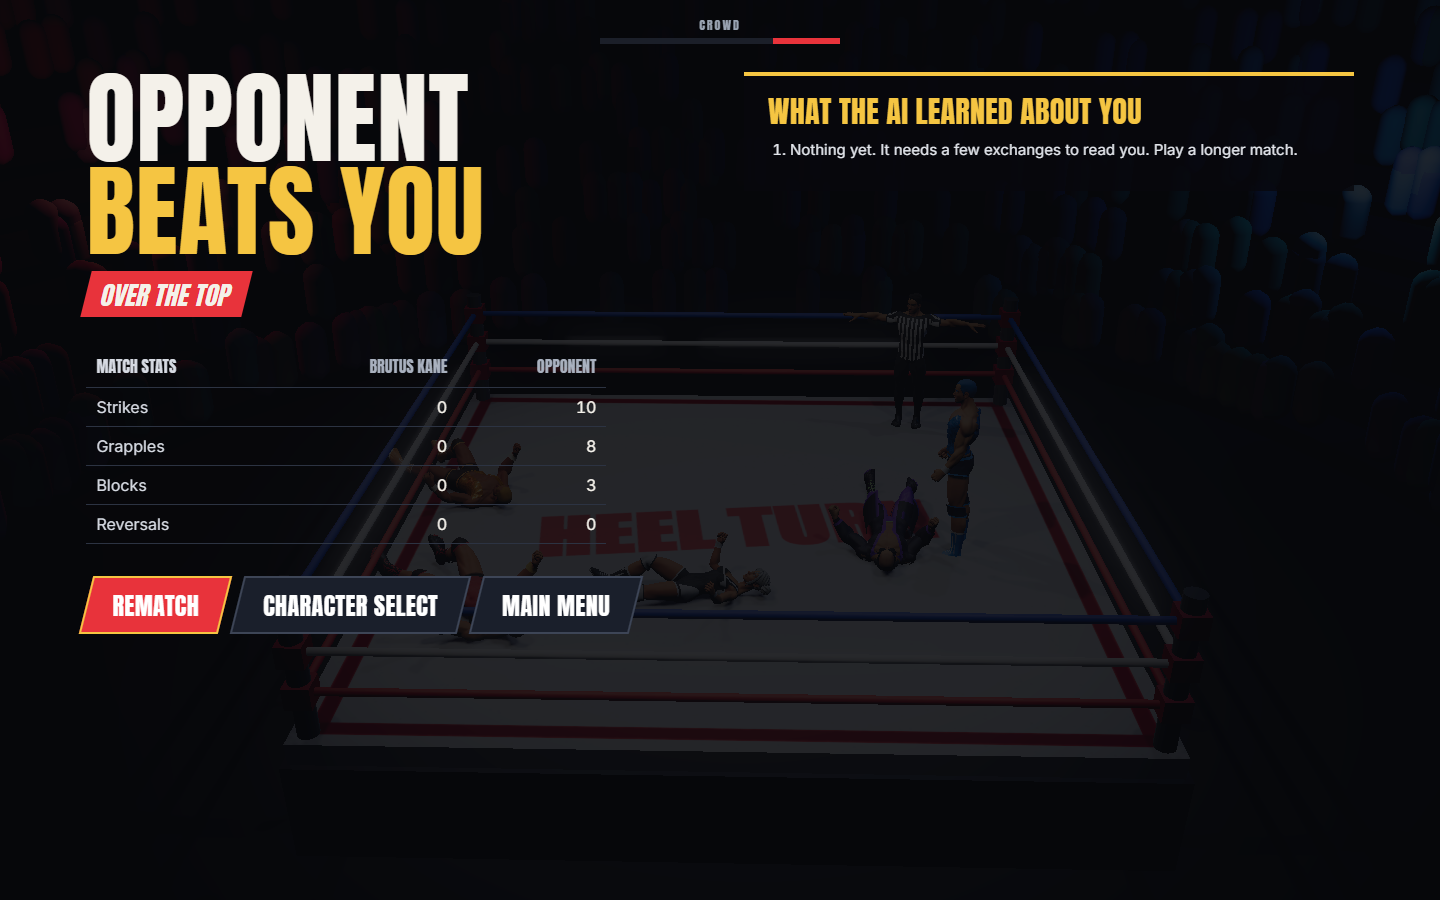 CROWD
OPPONENT
BEATS YOU
OVER THE TOP
WHAT THE AI LEARNED ABOUT YOU
1. Nothing yet. It needs a few exchanges to read you. Play a longer match.
MATCH STATS BRUTUS KANE OPPONENT
Strikes 0 10
Grapples 0 8
Blocks 0 3
Reversals 0 0
HEEL TU
REMATCH CHARACTER SELECT MAIN MENU